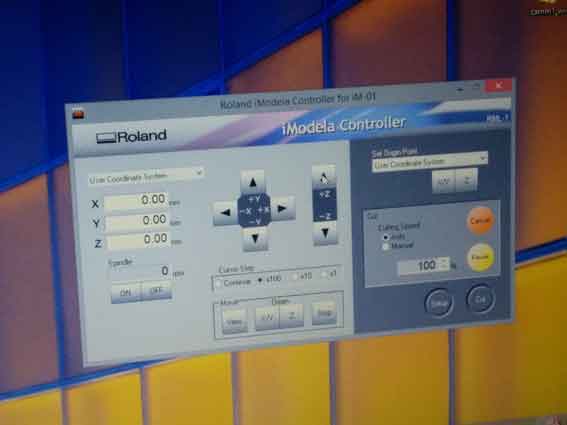 Roland iModela Controller for iM-01
Roland
iModela Controller
RML-1
User Coordinate System
X 0.00 mm
Y 0.00 mm
Z 0.00 mm
Spindle
0 rpm
ON OFF
+Y
-X +X
-Y
+Z
-Z
Cursor Step
Continue x100 x10 x1
Move
View
X/Y Z
Stop
Set Origin Point
User Coordinate System
X/Y Z
Cut
Cutting Speed
Auto
Manual
100 %
Cancel
Pause
Setup
Cut